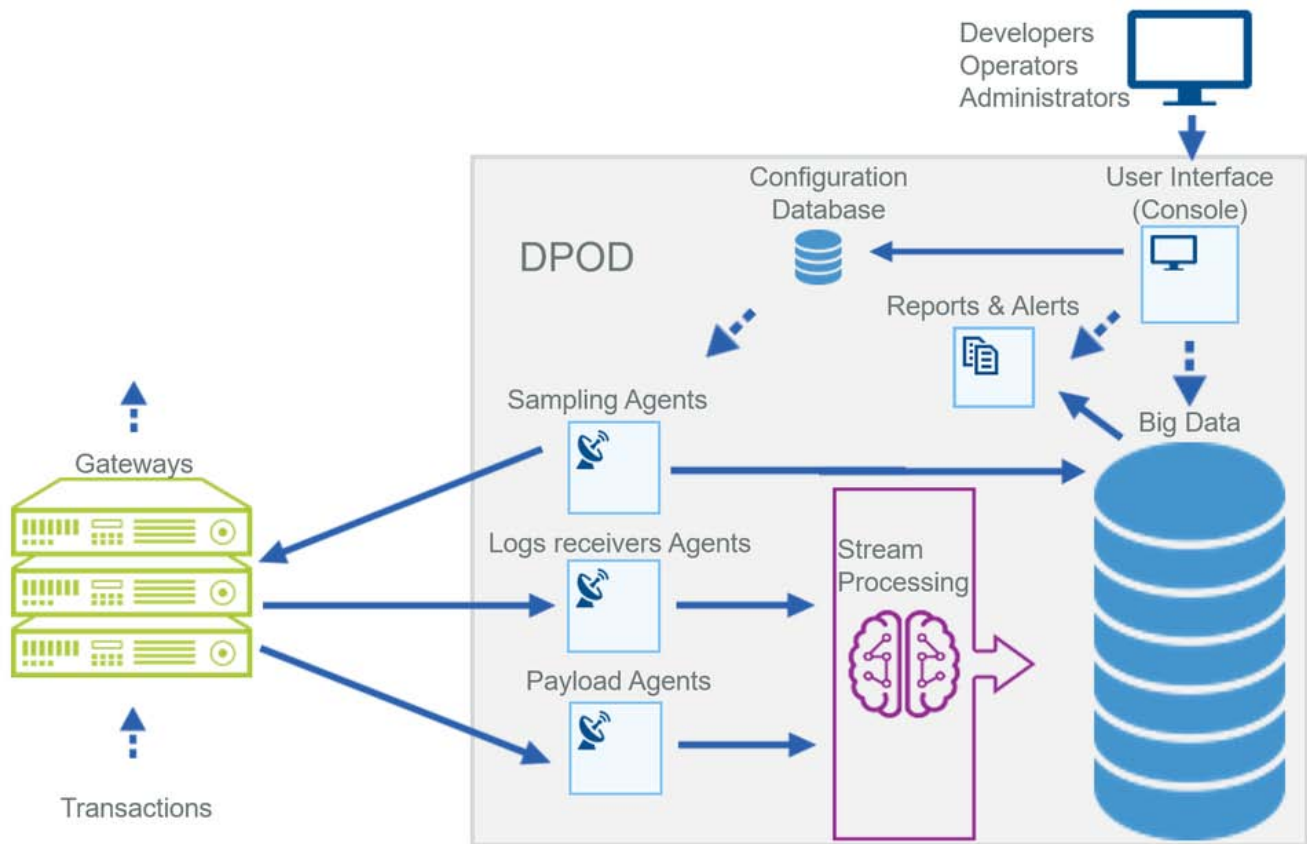 Developers
Operators
Administrators
Configuration
Database
User Interface
(Console)
DPOD
Reports & Alerts
Sampling Agents
Big Data
Gateways
Logs receivers Agents
Stream
Processing
Payload Agents
Transactions